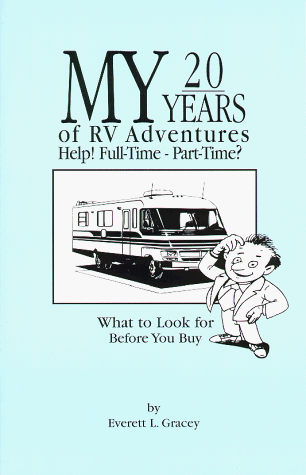 MY 20
YEARS
of RV Adventures
Help! Full-Time - Part-Time?
What to Look for
Before You Buy
by
Everett L. Gracey